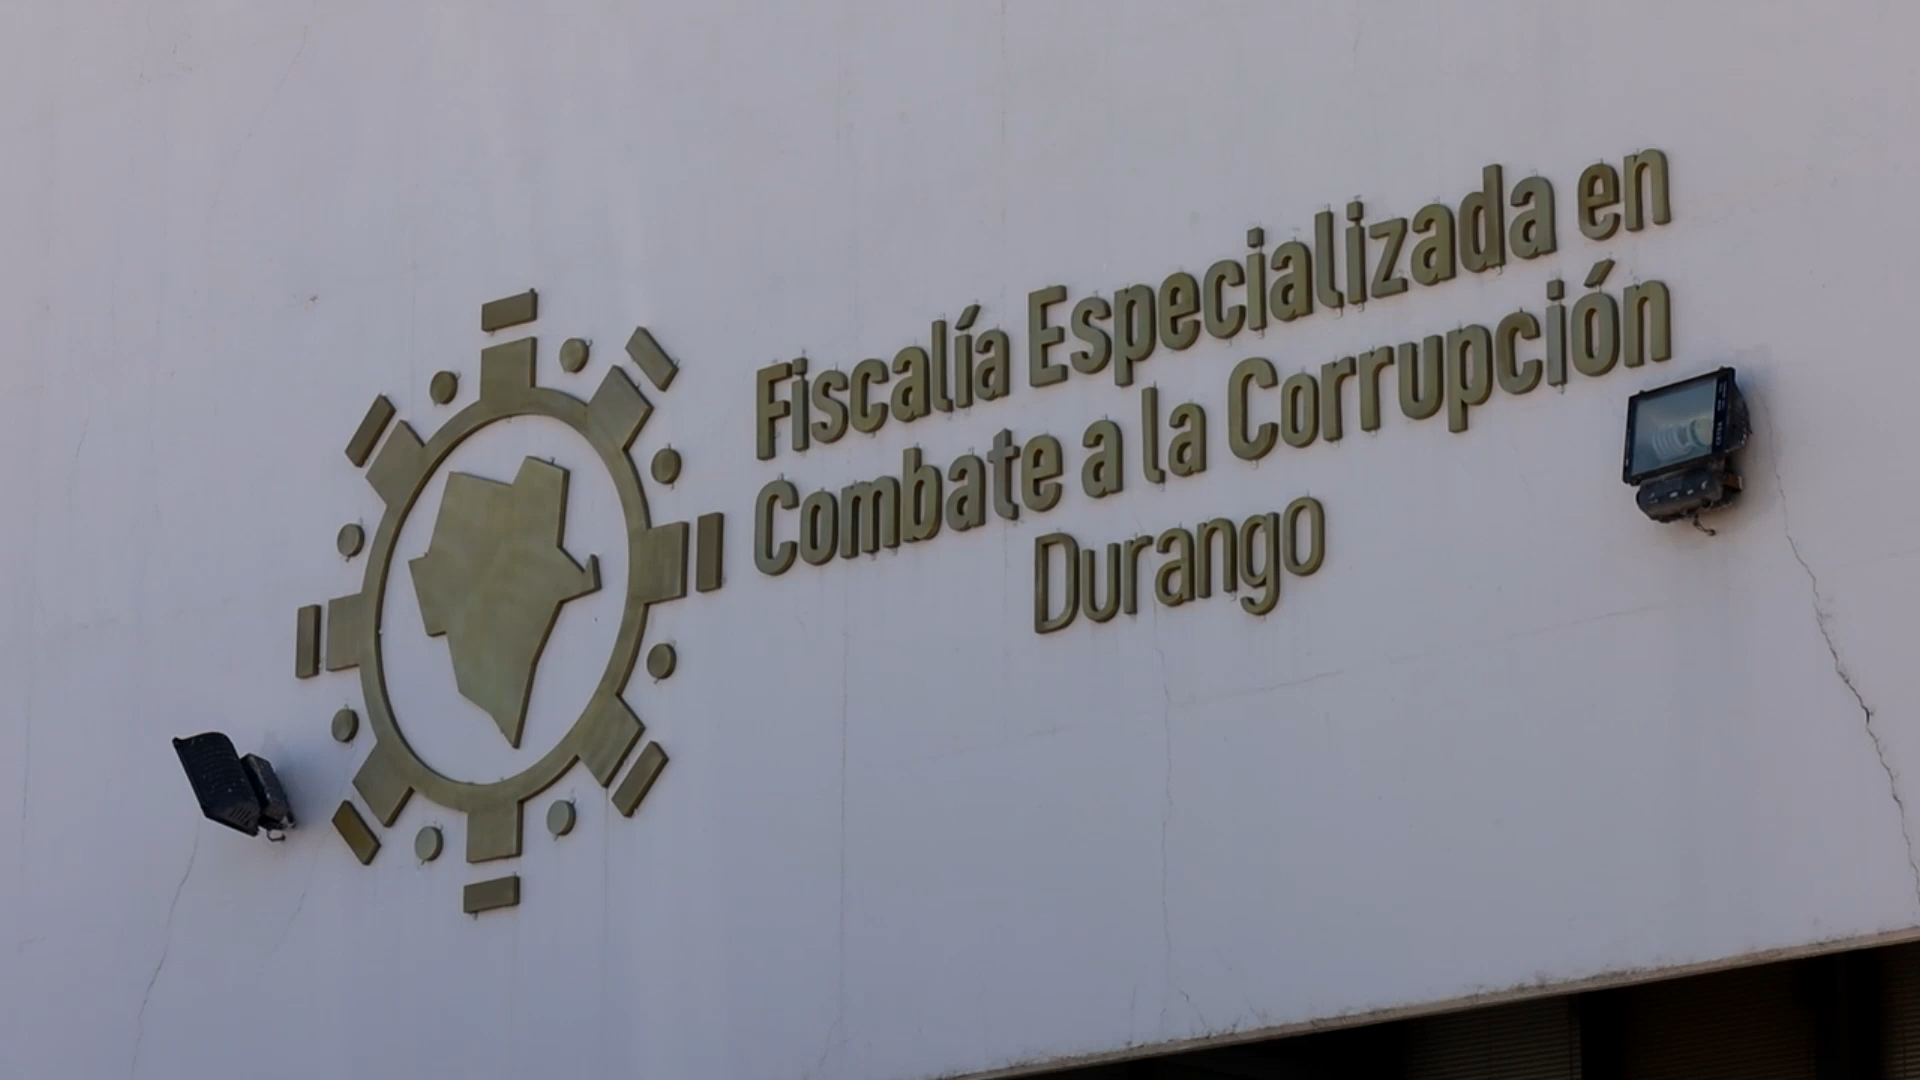 Fiscalía Especializada en
Combate a la Corrupción
Durango